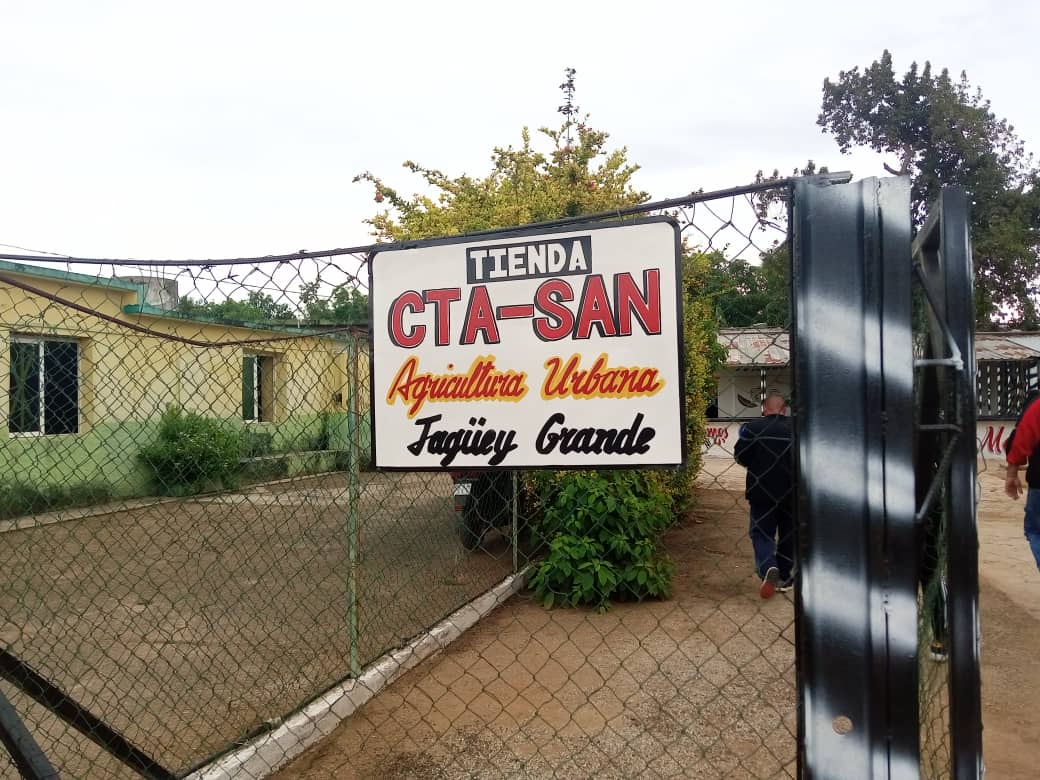 TIENDA
CTA-SAN
Agricultura Urbana
Jagüey Grande